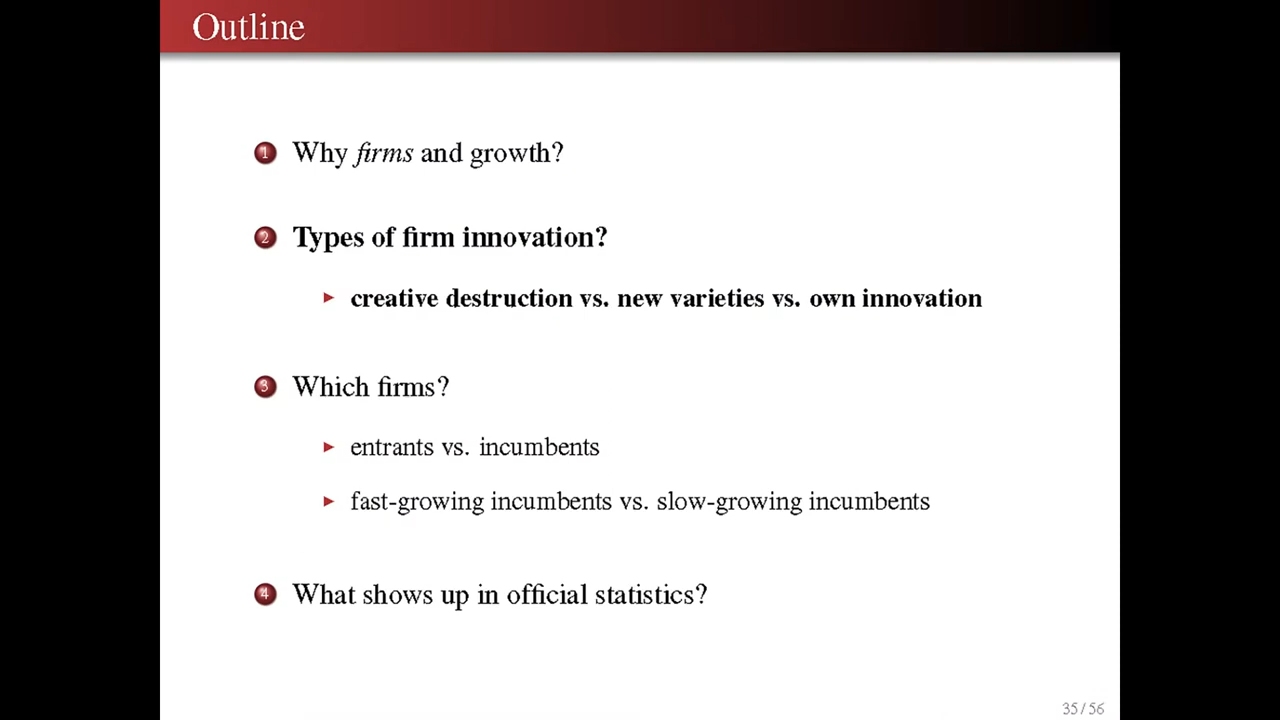 Outline
1 Why firms and growth?
2 Types of firm innovation?
► creative destruction vs. new varieties vs. own innovation
3 Which firms?
► entrants vs. incumbents
► fast-growing incumbents vs. slow-growing incumbents
4 What shows up in official statistics?
35 / 56